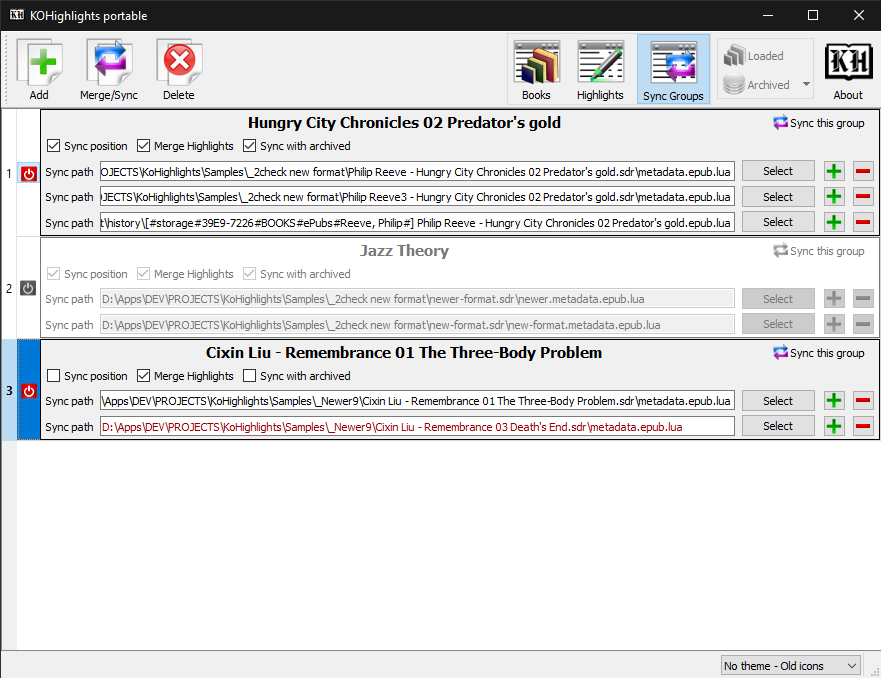 KH KOHighlights portable
Add Merge/Sync Delete Books Highlights Sync Groups Loaded Archived KH About
Hungry City Chronicles 02 Predator's gold Sync this group
Sync position Merge Highlights Sync with archived
1 Sync path OJECTS\KoHighlights\Samples\_2check new format\Philip Reeve - Hungry City Chronicles 02 Predator's gold.sdr\metadata.epub.lua Select
Sync path OJECTS\KoHighlights\Samples\_2check new format\Philip Reeve3 - Hungry City Chronicles 02 Predator's gold.sdr\metadata.epub.lua Select
Sync path t\history\[#storage#39E9-7226#BOOKS#ePubs#Reeve, Philip#] Philip Reeve - Hungry City Chronicles 02 Predator's gold.epub.lua Select
Jazz Theory Sync this group
Sync position Merge Highlights Sync with archived
2 Sync path D:\Apps\DEV\PROJECTS\KoHighlights\Samples\_2check new format\newer-format.sdr\newer.metadata.epub.lua Select
Sync path D:\Apps\DEV\PROJECTS\KoHighlights\Samples\_2check new format\new-format.sdr\new-format.metadata.epub.lua Select
Cixin Liu - Remembrance 01 The Three-Body Problem Sync this group
Sync position Merge Highlights Sync with archived
3 Sync path \Apps\DEV\PROJECTS\KoHighlights\Samples\_Newer9\Cixin Liu - Remembrance 01 The Three-Body Problem.sdr\metadata.epub.lua Select
Sync path D:\Apps\DEV\PROJECTS\KoHighlights\Samples\_Newer9\Cixin Liu - Remembrance 03 Death's End.sdr\metadata.epub.lua Select
No theme - Old icons